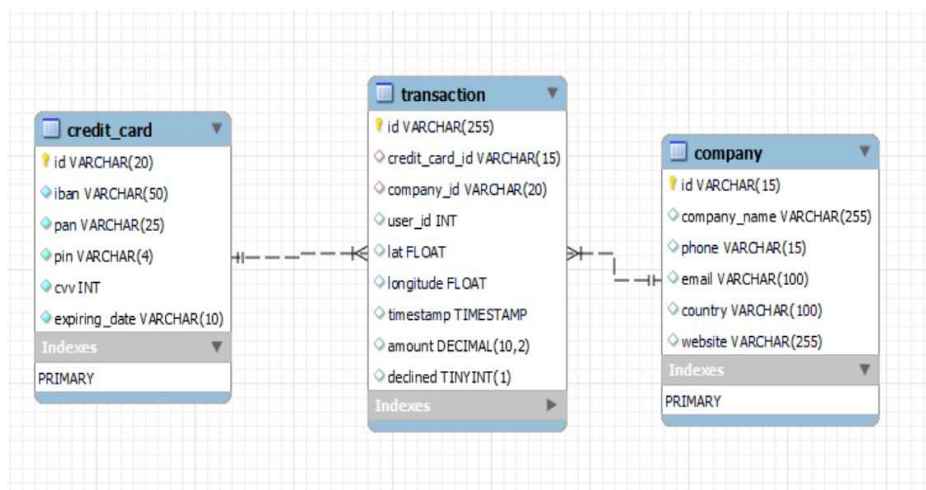 credit_card
id VARCHAR(20)
iban VARCHAR(50)
pan VARCHAR(25)
pin VARCHAR(4)
cvv INT
expiring_date VARCHAR(10)
Indexes
PRIMARY
transaction
id VARCHAR(255)
credit_card_id VARCHAR(15)
company_id VARCHAR(20)
user_id INT
lat FLOAT
longitude FLOAT
timestamp TIMESTAMP
amount DECIMAL(10,2)
declined TINYINT(1)
Indexes
company
id VARCHAR(15)
company_name VARCHAR(255)
phone VARCHAR(15)
email VARCHAR(100)
country VARCHAR(100)
website VARCHAR(255)
Indexes
PRIMARY